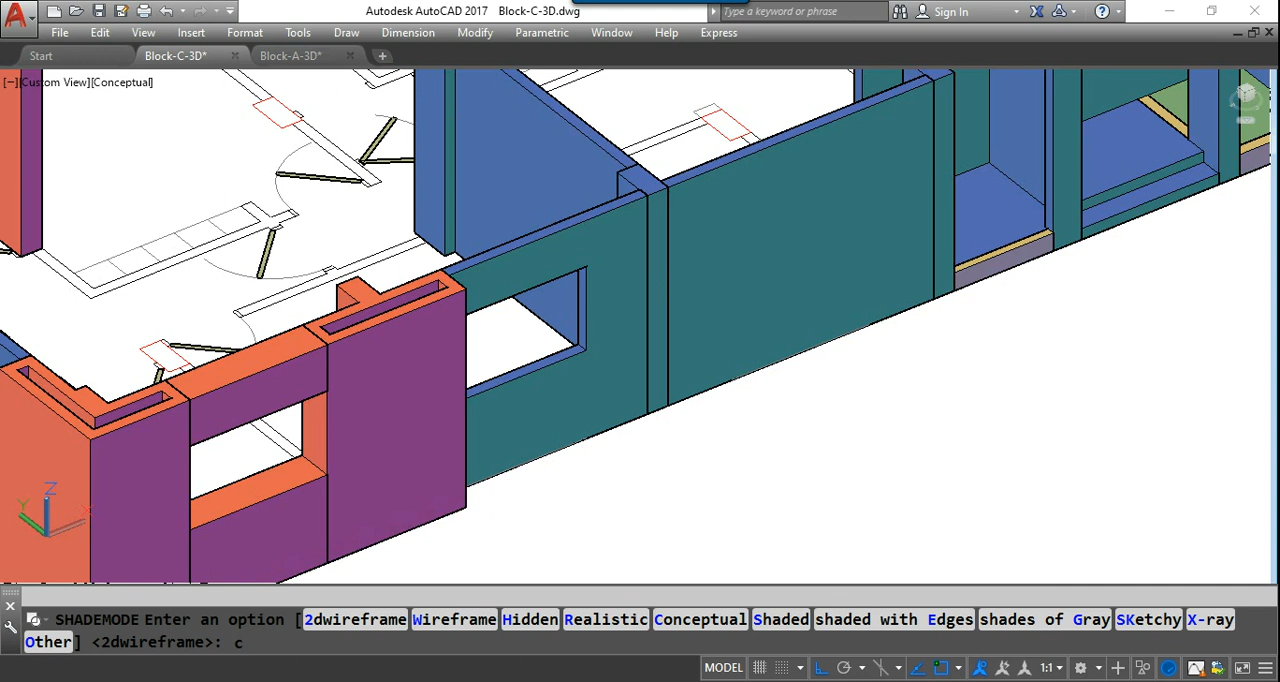 Autodesk AutoCAD 2017 Block-C-3D.dwg
Type a keyword or phrase
Sign In
File Edit View Insert Format Tools Draw Dimension Modify Parametric Window Help Express
Start Block-C-3D* Block-A-3D*
[−][Custom View][Conceptual]
Z
Y
X
SHADEMODE Enter an option [2dwireframe Wireframe Hidden Realistic Conceptual Shaded shaded with Edges shades of Gray SKetchy X-ray
Other] <2dwireframe>: c
MODEL 1:1